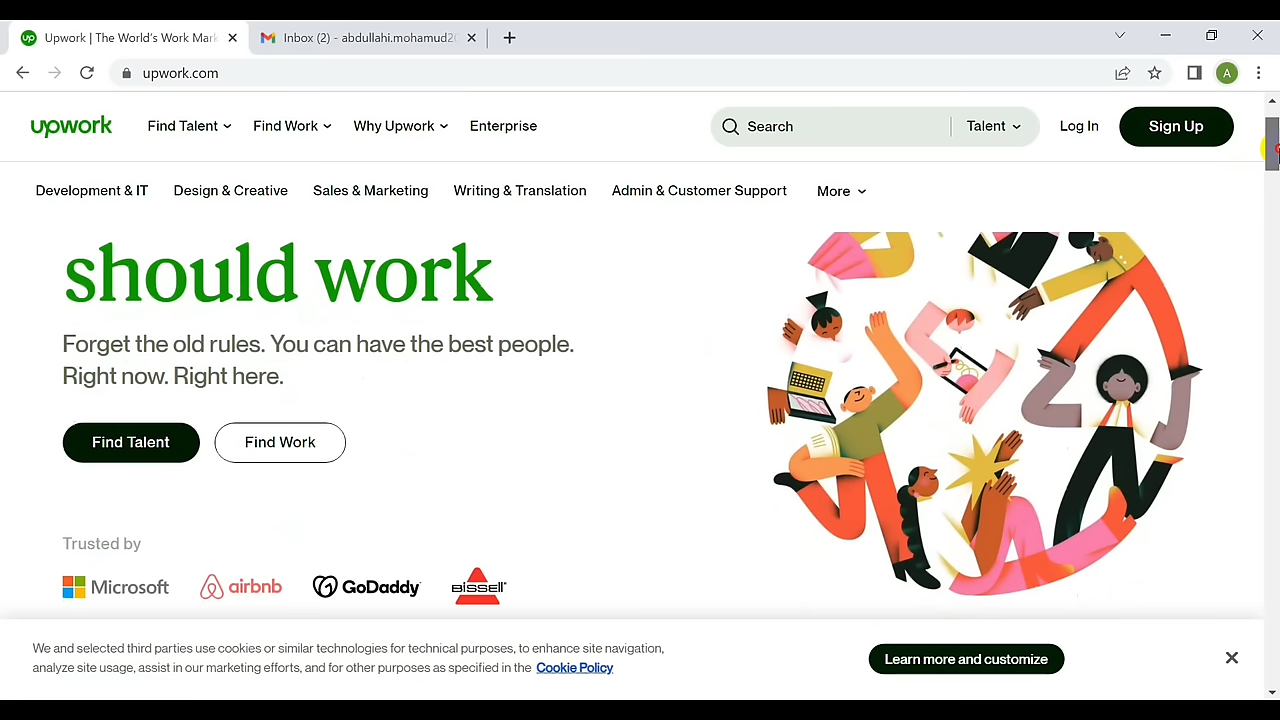 Upwork | The World's Work Mark
Inbox (2) - abdullahi.mohamud20
upwork.com
A
upwork
Find Talent
Find Work
Why Upwork
Enterprise
Search
Talent
Log In
Sign Up
Development & IT
Design & Creative
Sales & Marketing
Writing & Translation
Admin & Customer Support
More
should work
Forget the old rules. You can have the best people.
Right now. Right here.
Find Talent
Find Work
Trusted by
Microsoft
airbnb
GoDaddy
BISSELL
We and selected third parties use cookies or similar technologies for technical purposes, to enhance site navigation,
analyze site usage, assist in our marketing efforts, and for other purposes as specified in the Cookie Policy
Learn more and customize